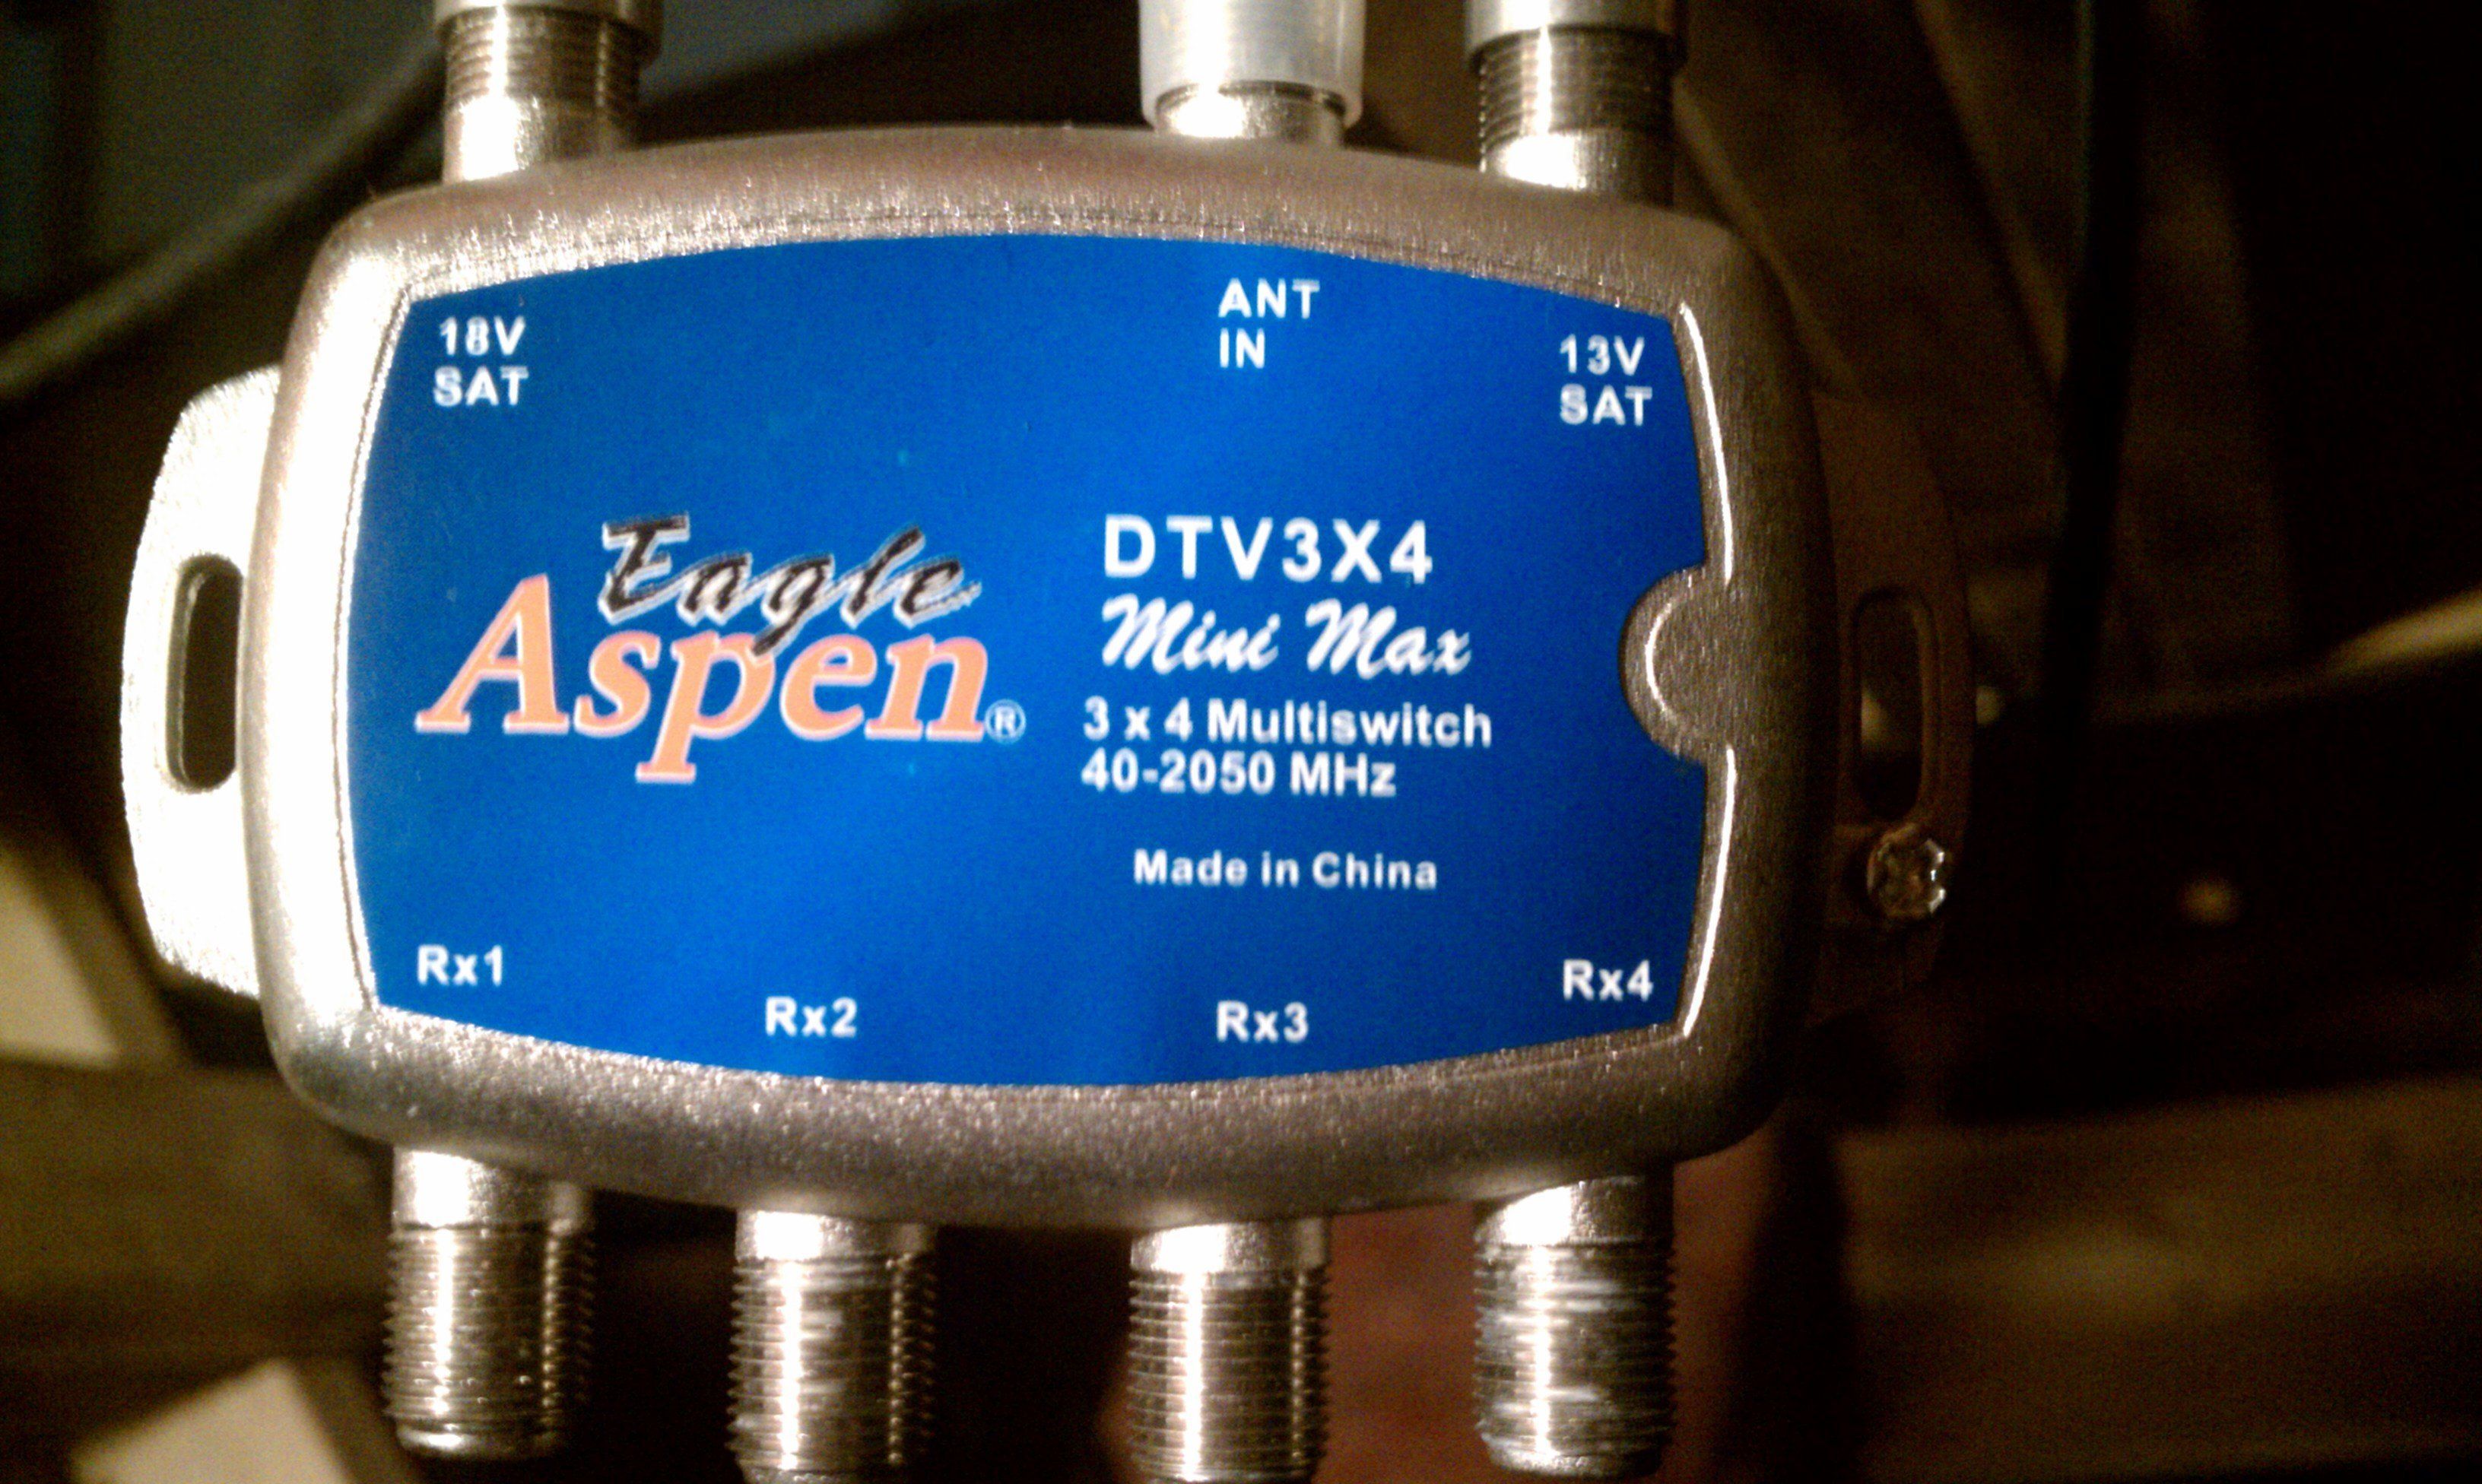 18V
SAT
ANT
IN
13V
SAT
Eagle
Aspen®
DTV3X4
Mini Max
3 x 4 Multiswitch
40-2050 MHz
Made in China
Rx1
Rx2
Rx3
Rx4